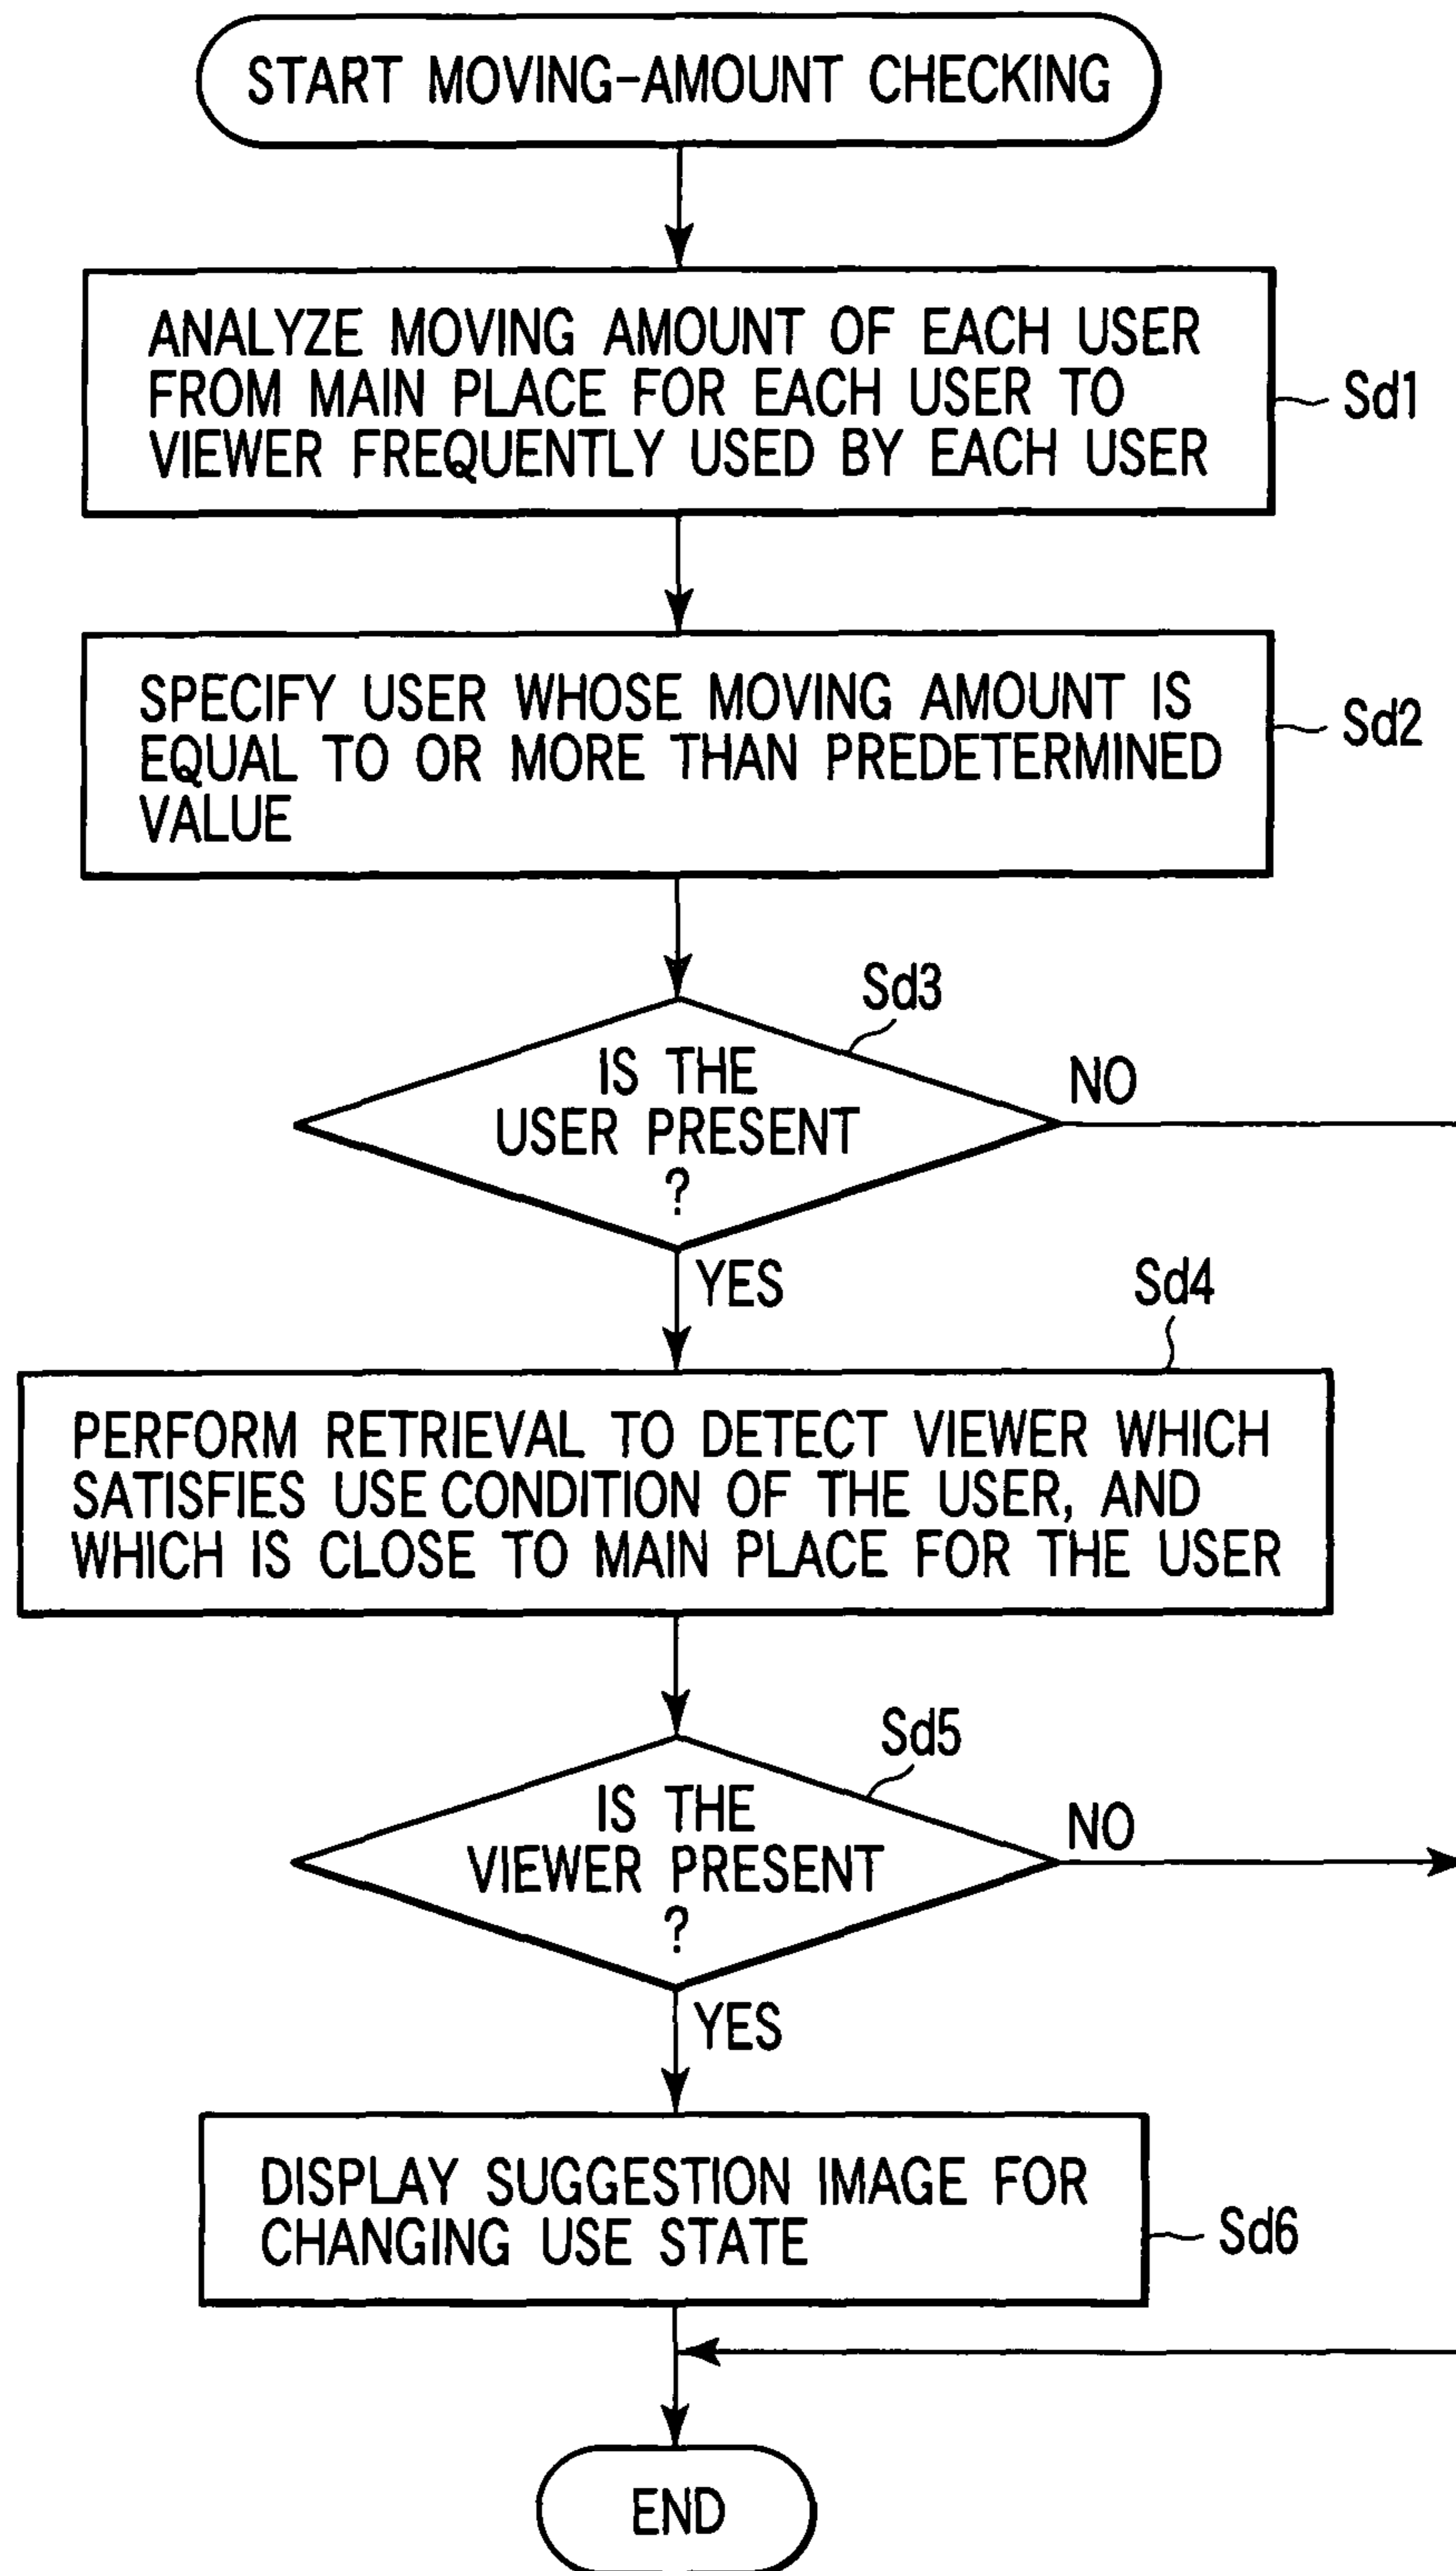 START MOVING-AMOUNT CHECKING
ANALYZE MOVING AMOUNT OF EACH USER
FROM MAIN PLACE FOR EACH USER TO
VIEWER FREQUENTLY USED BY EACH USER
Sd1
SPECIFY USER WHOSE MOVING AMOUNT IS
EQUAL TO OR MORE THAN PREDETERMINED
VALUE
Sd2
Sd3
IS THE
USER PRESENT
?
NO
YES
Sd4
PERFORM RETRIEVAL TO DETECT VIEWER WHICH
SATISFIES USE CONDITION OF THE USER, AND
WHICH IS CLOSE TO MAIN PLACE FOR THE USER
Sd5
IS THE
VIEWER PRESENT
?
NO
YES
DISPLAY SUGGESTION IMAGE FOR
CHANGING USE STATE
Sd6
END